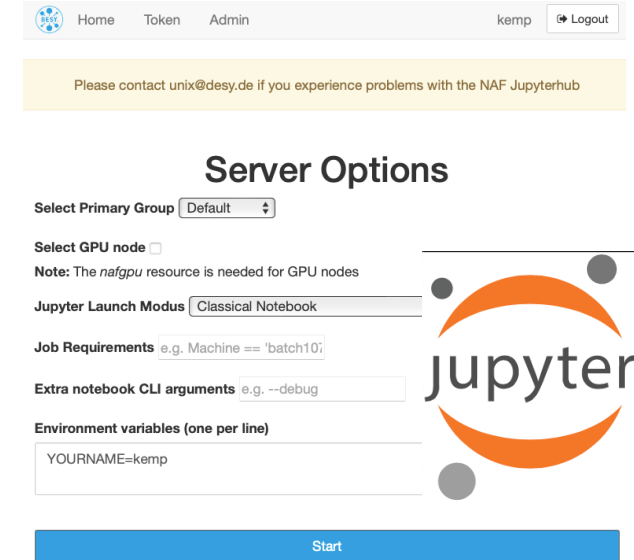 DESY
Home Token Admin kemp Logout
Please contact unix@desy.de if you experience problems with the NAF Jupyterhub
Server Options
Select Primary Group Default
Select GPU node
Note: The nafgpu resource is needed for GPU nodes
Jupyter Launch Modus Classical Notebook
Job Requirements e.g. Machine == 'batch107
Extra notebook CLI arguments e.g. --debug
Environment variables (one per line)
YOURNAME=kemp
jupyter
Start